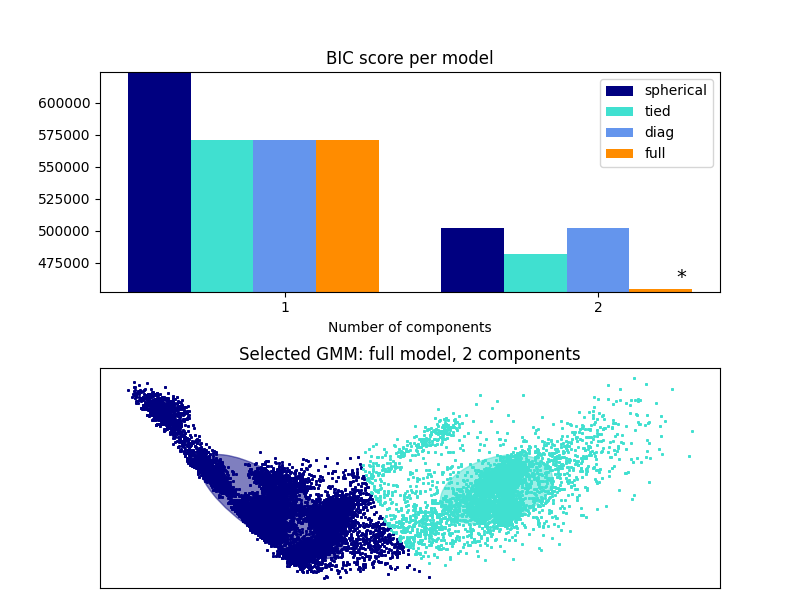 BIC score per model
600000
575000
550000
525000
500000
475000
spherical
tied
diag
full
*
1
2
Number of components
Selected GMM: full model, 2 components